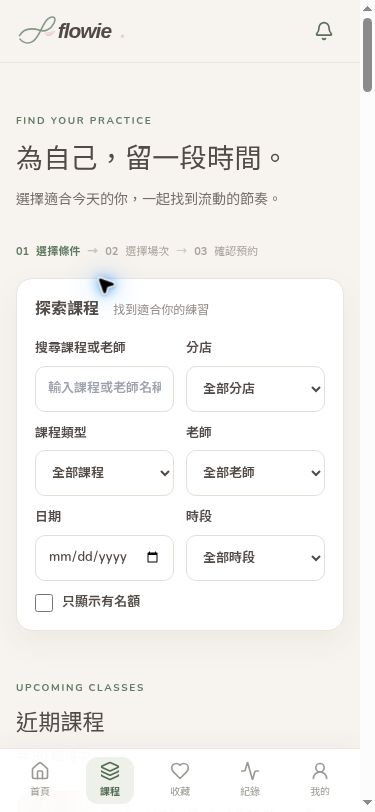 flowie
FIND YOUR PRACTICE
為自己，留一段時間。
選擇適合今天的你，一起找到流動的節奏。
01 選擇條件 → 02 選擇場次 → 03 確認預約
探索課程 找到適合你的練習
搜尋課程或老師 分店
輸入課程或老師名稱 全部分店
課程類型 老師
全部課程 全部老師
日期 時段
mm/dd/yyyy 全部時段
只顯示有名額
UPCOMING CLASSES
近期課程
首頁 課程 收藏 紀錄 我的